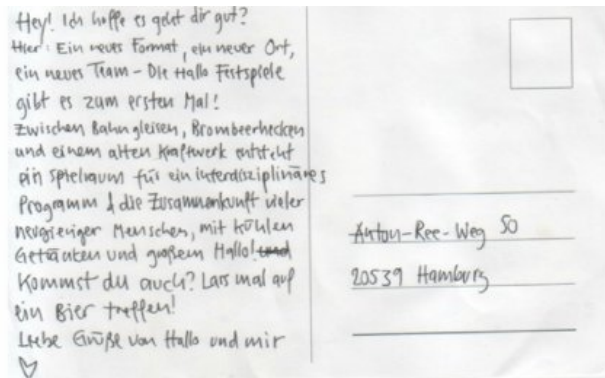 Hey! Ich hoffe es geht dir gut?
Hier: Ein neues Format, ein neuer Ort,
ein neues Team – Die Hallo Festspiele
gibt es zum ersten Mal!
Zwischen Bahngleisen, Brombeerhecken
und einem alten Kraftwerk entsteht
ein Spielraum für ein interdisziplinäres
Programm & die Zusammenkunft vieler
neugieriger Menschen, mit kühlen
Getränken und großem Hallo! und
Kommst du auch? Lass mal auf
ein Bier treffen!
Liebe Grüße von Hallo und mir
♡
Anton-Ree-Weg 50
20539 Hamburg